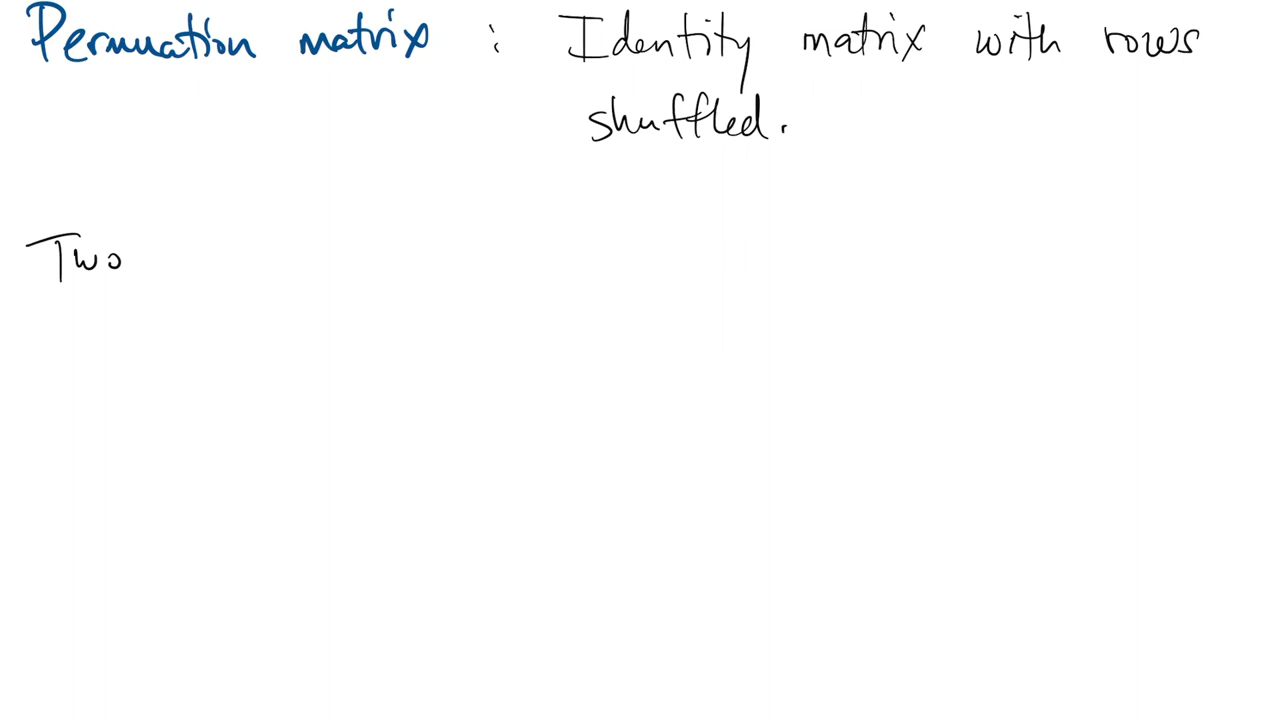 Permuation matrix : Identity matrix with rows
shuffled.
Two